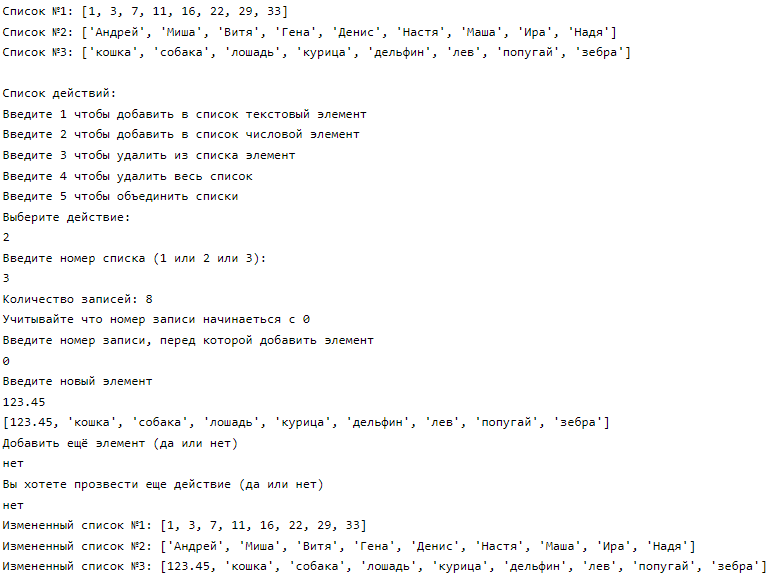 Список №1: [1, 3, 7, 11, 16, 22, 29, 33]
Список №2: ['Андрей', 'Миша', 'Витя', 'Гена', 'Денис', 'Настя', 'Маша', 'Ира', 'Надя']
Список №3: ['кошка', 'собака', 'лошадь', 'курица', 'дельфин', 'лев', 'попугай', 'зебра']
Список действий:
Введите 1 чтобы добавить в список текстовый элемент
Введите 2 чтобы добавить в список числовой элемент
Введите 3 чтобы удалить из списка элемент
Введите 4 чтобы удалить весь список
Введите 5 чтобы объединить списки
Выберите действие:
2
Введите номер списка (1 или 2 или 3):
3
Количество записей: 8
Учитывайте что номер записи начинаеться с 0
Введите номер записи, перед которой добавить элемент
0
Введите новый элемент
123.45
[123.45, 'кошка', 'собака', 'лошадь', 'курица', 'дельфин', 'лев', 'попугай', 'зебра']
Добавить ещё элемент (да или нет)
нет
Вы хотете прозвести еще действие (да или нет)
нет
Измененный список №1: [1, 3, 7, 11, 16, 22, 29, 33]
Измененный список №2: ['Андрей', 'Миша', 'Витя', 'Гена', 'Денис', 'Настя', 'Маша', 'Ира', 'Надя']
Измененный список №3: [123.45, 'кошка', 'собака', 'лошадь', 'курица', 'дельфин', 'лев', 'попугай', 'зебра']